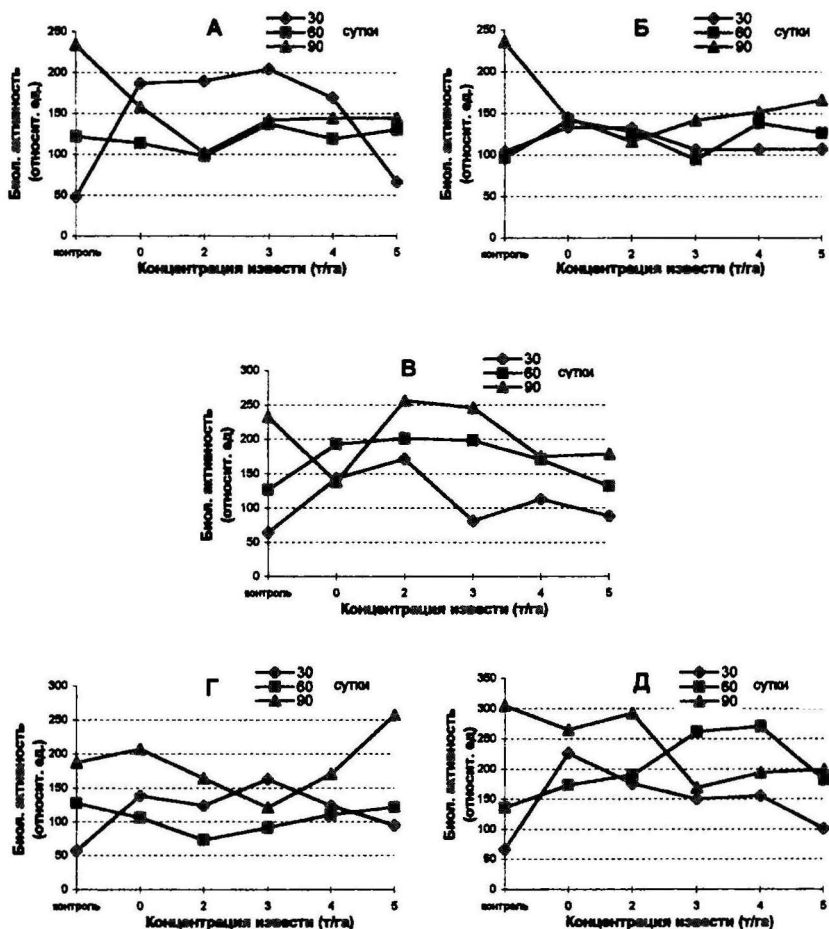 А
30
60 сутки
90
Биол. активность
(относит. ед.)
250
200
150
100
50
0
контроль 0 2 3 4 5
Концентрация извести (т/га)
Б
30
60 сутки
90
Биол. активность
(относит. ед.)
250
200
150
100
50
0
контроль 0 2 3 4 5
Концентрация извести (т/га)
В
30
60 сутки
90
Биол. активность
(относит. ед)
300
250
200
150
100
50
0
контроль 0 2 3 4 5
Концентрация извести (т/га)
Г
30
60 сутки
90
Биол. активность
(относит. ед.)
300
250
200
150
100
50
0
контроль 0 2 3 4 5
Концентрация извести (т/га)
Д
30
60 сутки
90
Биол. активность
(относит. ед)
350
300
250
200
150
100
50
0
контроль 0 2 3 4 5
Концентрация извести (т/га)